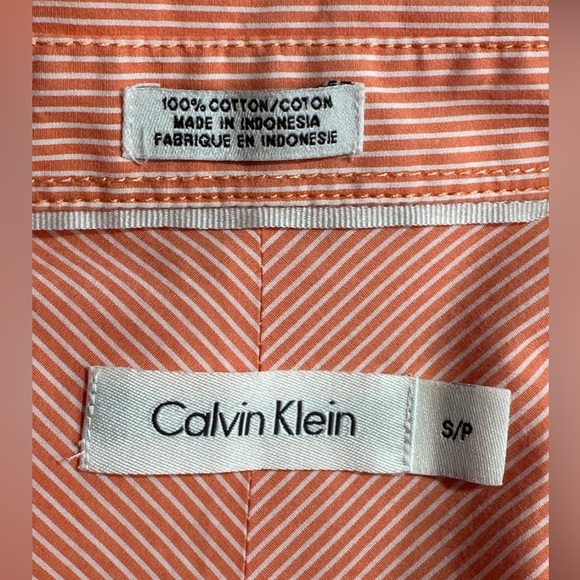 100% COTTON/COTON
MADE IN INDONESIA
FABRIQUE EN INDONESIE
Calvin Klein
S/P